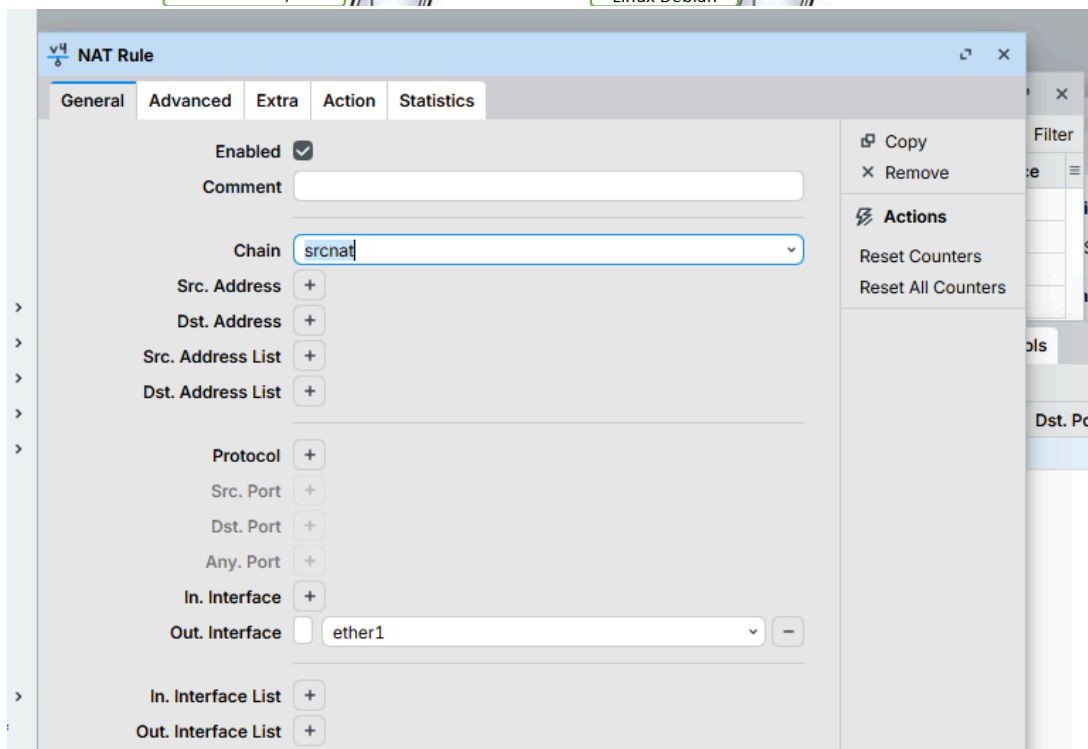 Linux Debian
NAT Rule
General Advanced Extra Action Statistics
Enabled
Comment
Chain srcnat
Src. Address
Dst. Address
Src. Address List
Dst. Address List
Protocol
Src. Port
Dst. Port
Any. Port
In. Interface
Out. Interface ether1
In. Interface List
Out. Interface List
Copy
Remove
Actions
Reset Counters
Reset All Counters
Filter
Dst.